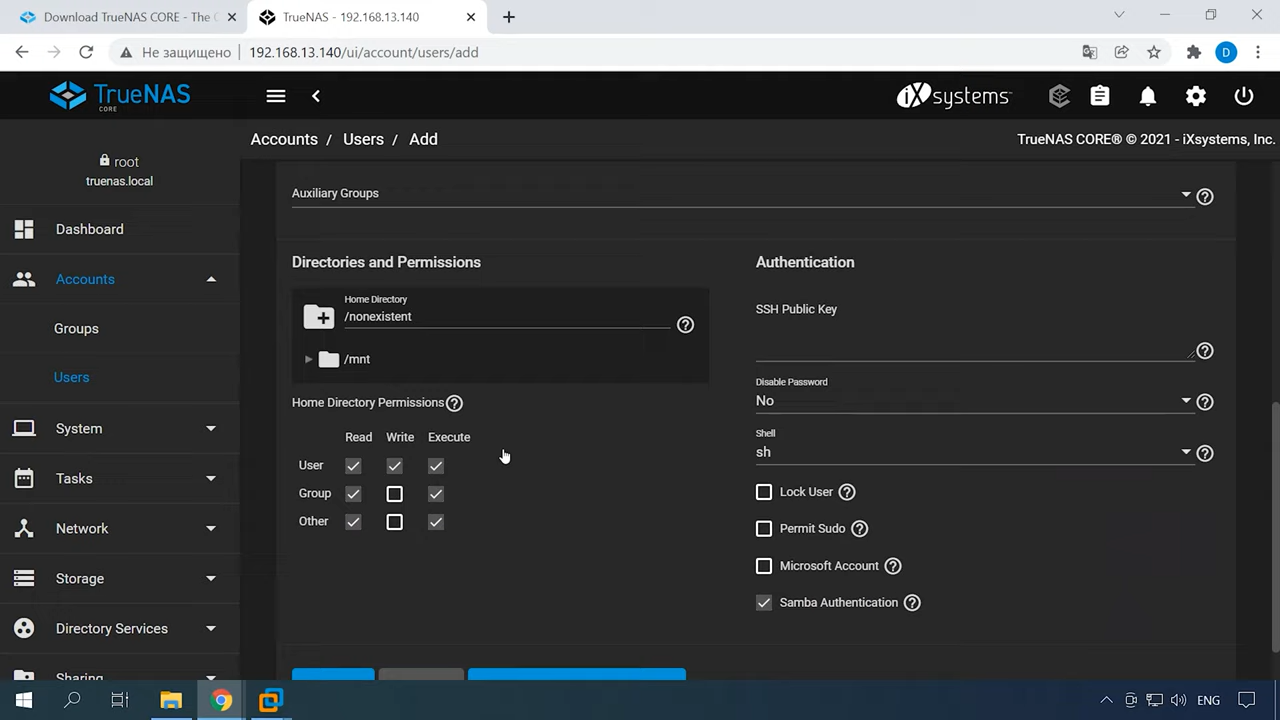 Download TrueNAS CORE - The C
TrueNAS - 192.168.13.140
Не защищено
192.168.13.140/ui/account/users/add
D
TrueNAS
CORE
iXsystems
Accounts / Users / Add
TrueNAS CORE® © 2021 - iXsystems, Inc.
root
truenas.local
Dashboard
Accounts
Groups
Users
System
Tasks
Network
Storage
Directory Services
Sharing
Auxiliary Groups
Directories and Permissions
Home Directory
/nonexistent
/mnt
Home Directory Permissions
Read Write Execute
User
Group
Other
Authentication
SSH Public Key
Disable Password
No
Shell
sh
Lock User
Permit Sudo
Microsoft Account
Samba Authentication
ENG